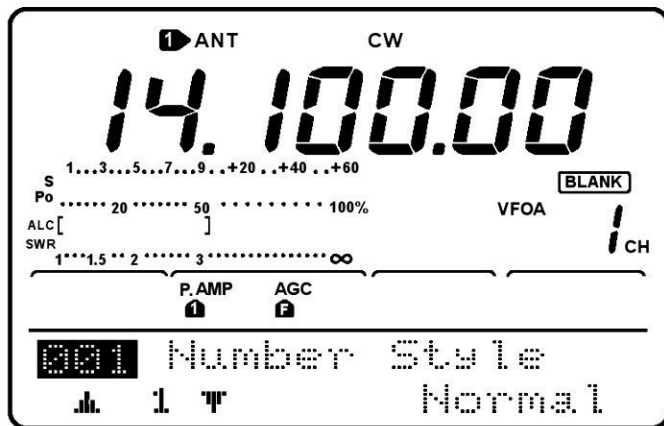 1 ANT CW
14.100.00
S 1...3...5...7...9..+20..+40..+60
BLANK
Po ..... 20 ...... 50 ......... 100%
VFOA
ALC [ ]
1 CH
SWR 1...1.5..2....3...............∞
P.AMP AGC
1 F
001 Number Style
1 Normal